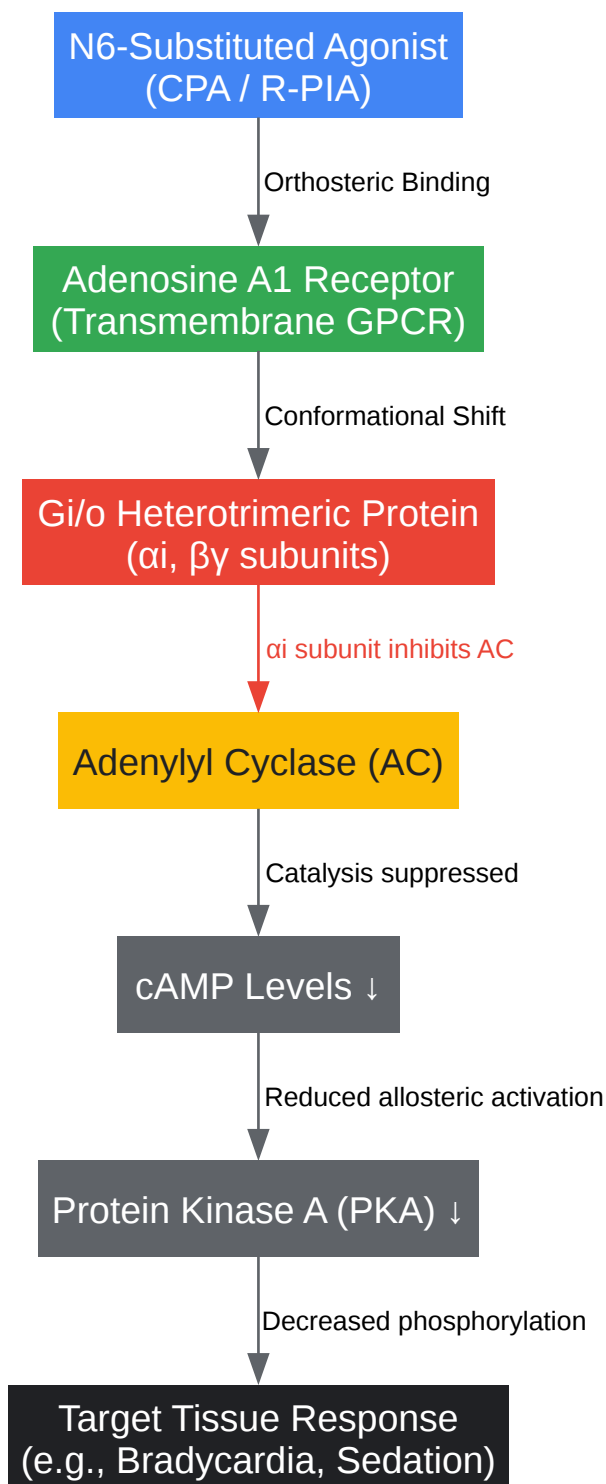 N6-Substituted Agonist
(CPA / R-PIA)
Orthosteric Binding
Adenosine A1 Receptor
(Transmembrane GPCR)
Conformational Shift
Gi/o Heterotrimeric Protein
(αi, βγ subunits)
αi subunit inhibits AC
Adenylyl Cyclase (AC)
Catalysis suppressed
cAMP Levels ↓
Reduced allosteric activation
Protein Kinase A (PKA) ↓
Decreased phosphorylation
Target Tissue Response
(e.g., Bradycardia, Sedation)